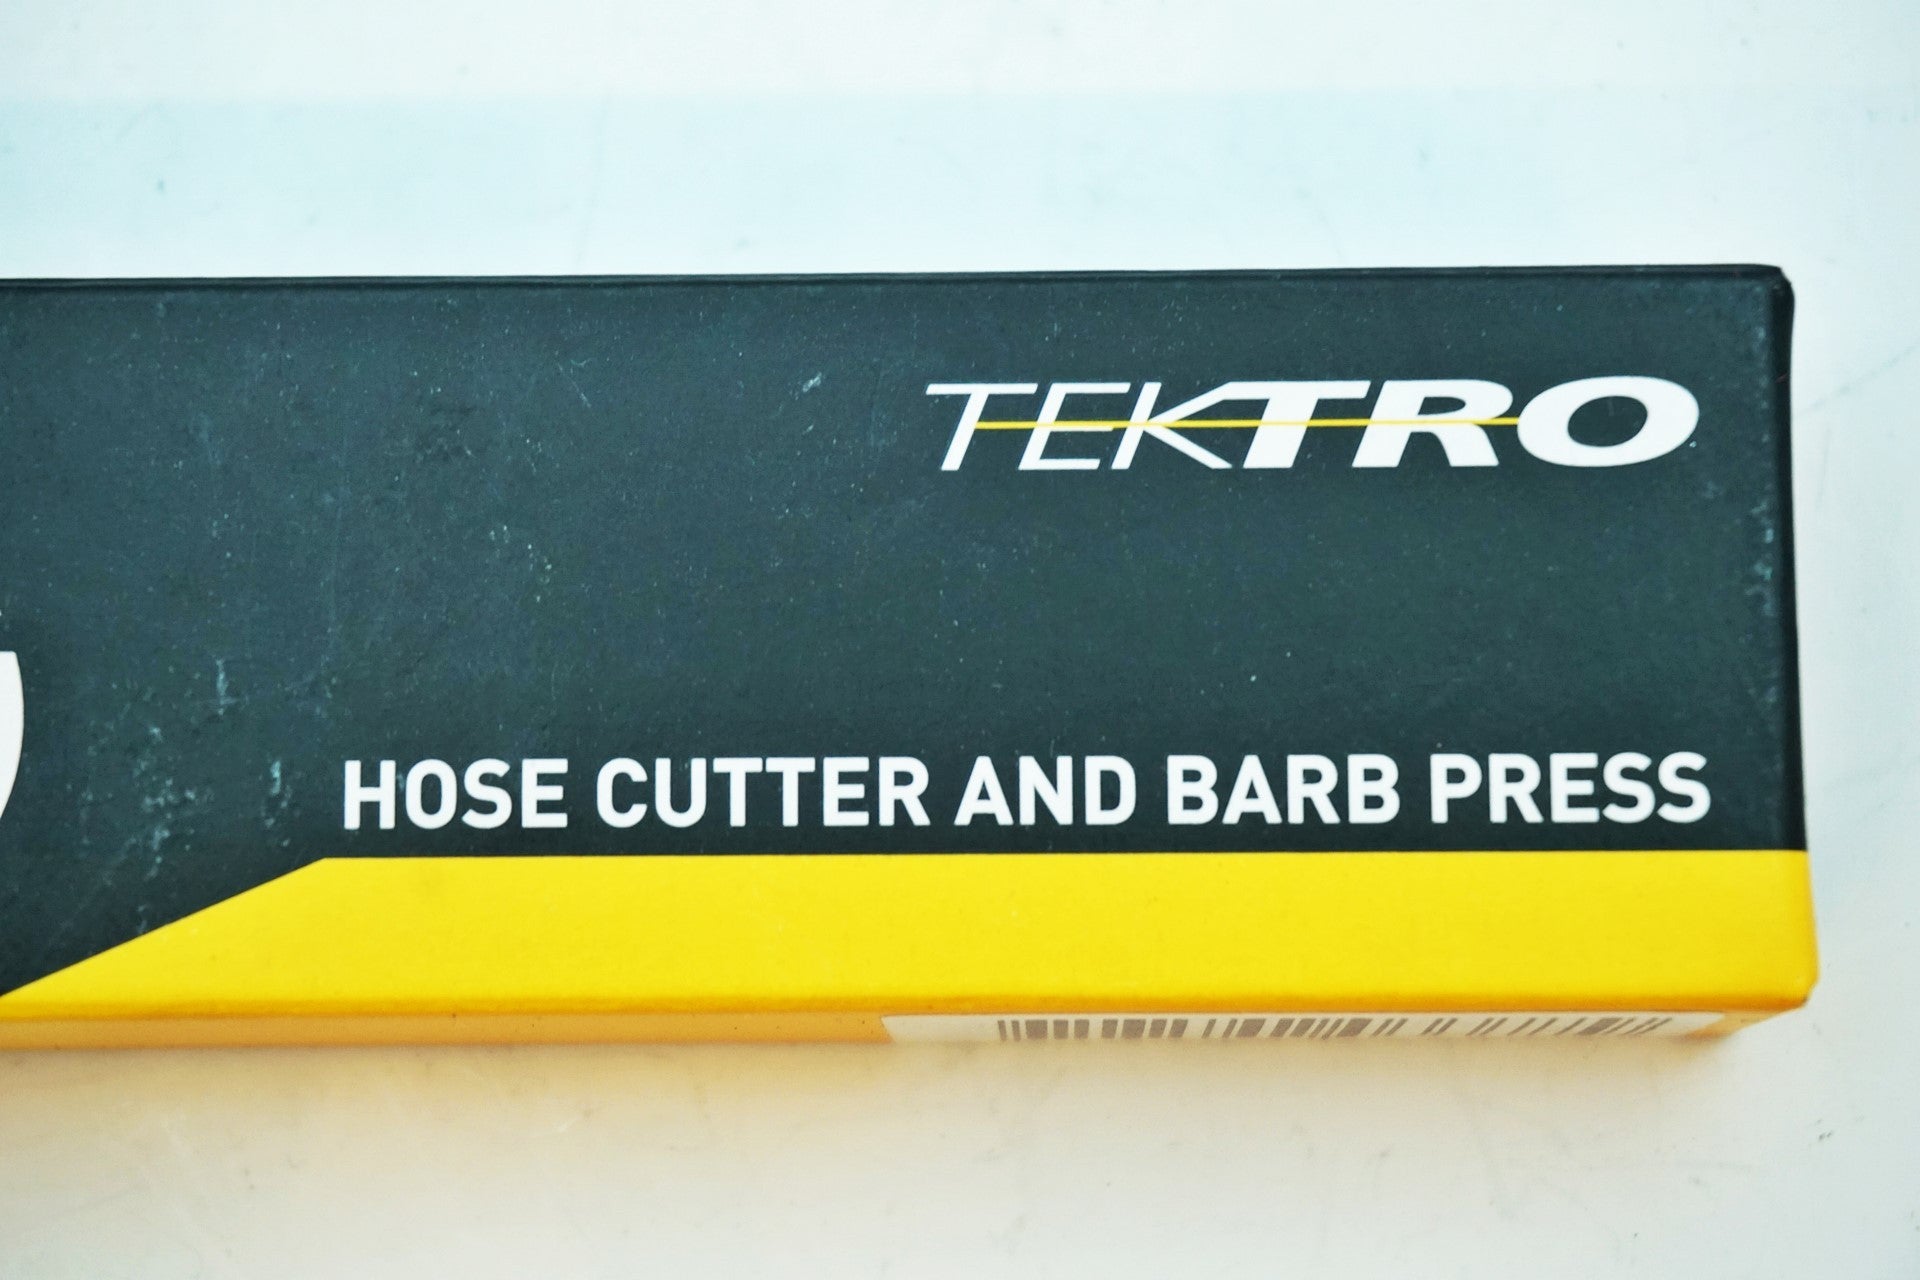 TEKTRO
HOSE CUTTER AND BARB PRESS